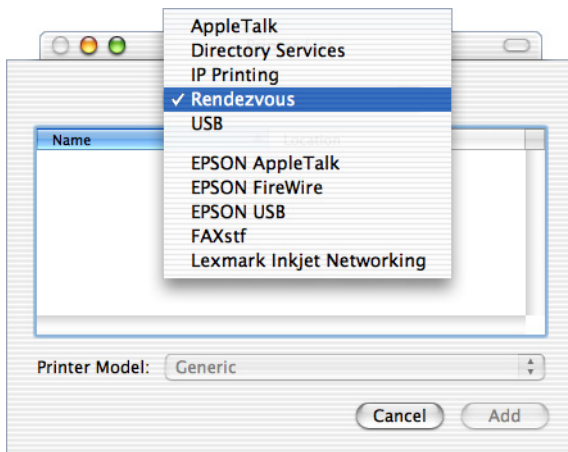 AppleTalk
Directory Services
IP Printing
✓ Rendezvous
USB
EPSON AppleTalk
EPSON FireWire
EPSON USB
FAXstf
Lexmark Inkjet Networking
Name Location
Printer Model: Generic
Cancel Add